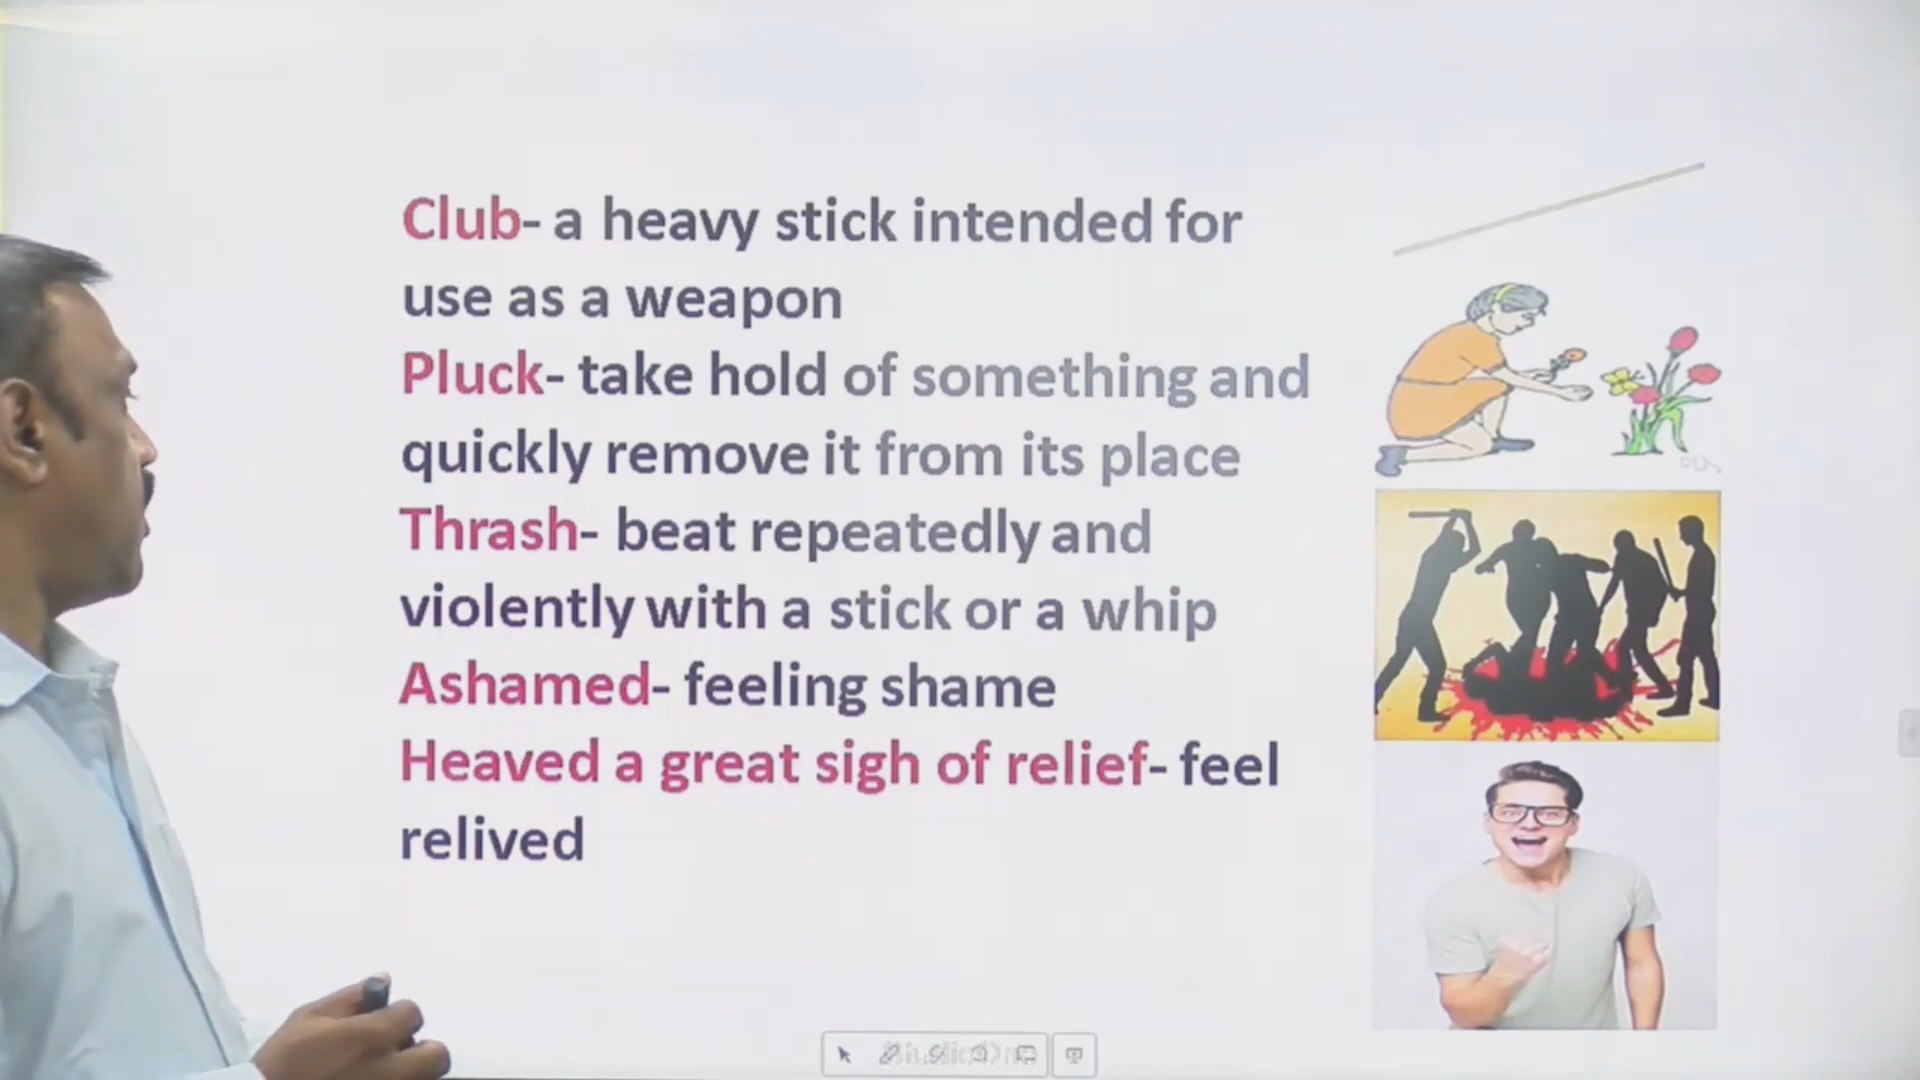 Club- a heavy stick intended for
use as a weapon
Pluck- take hold of something and
quickly remove it from its place
Thrash- beat repeatedly and
violently with a stick or a whip
Ashamed- feeling shame
Heaved a great sigh of relief- feel
relived